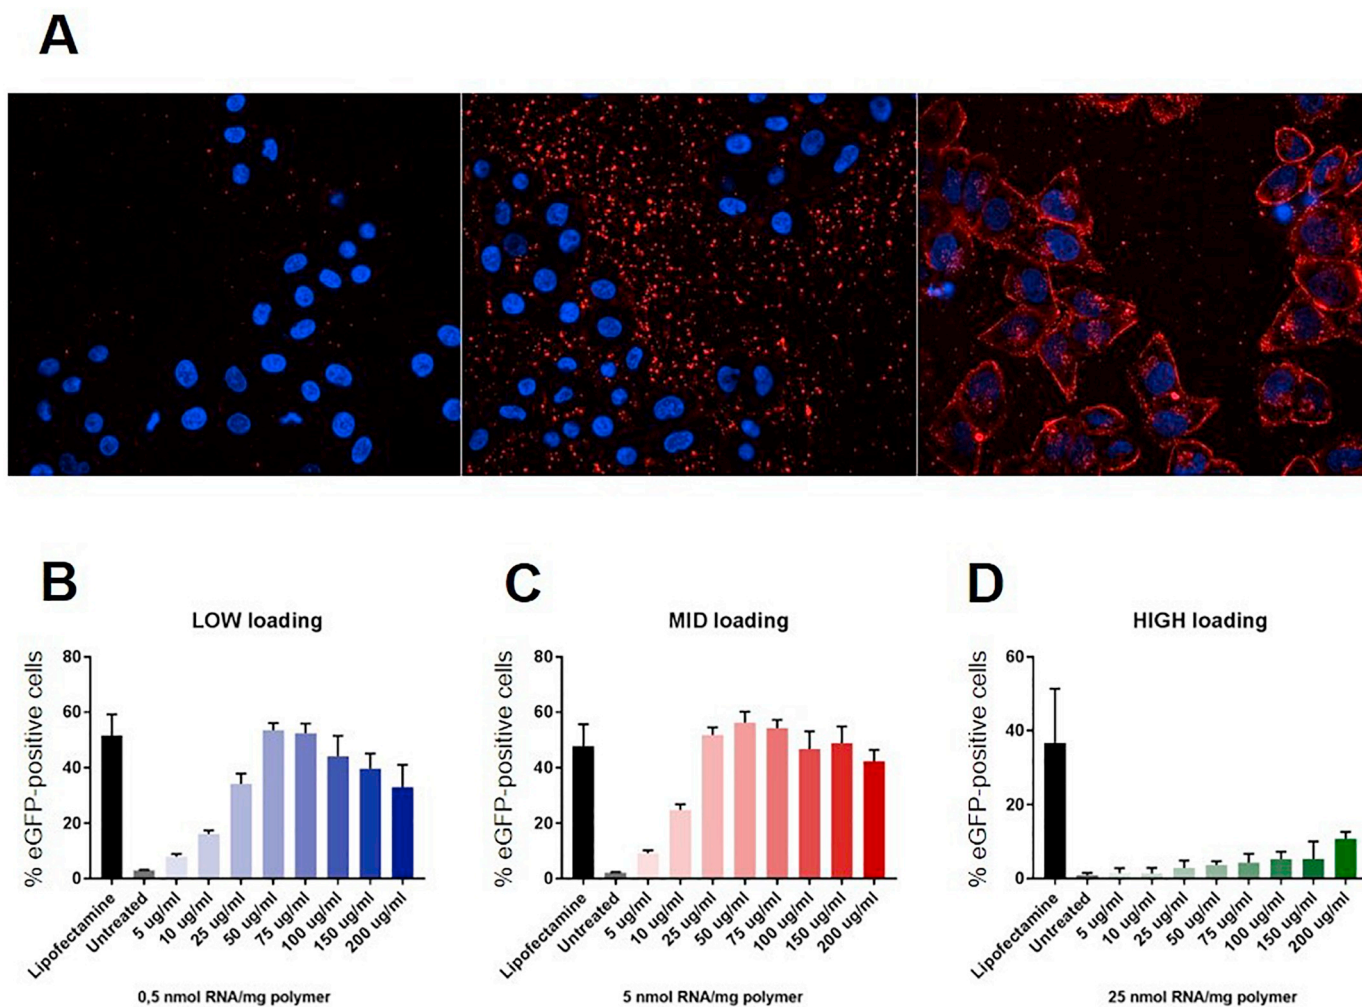 A
B
LOW loading
% eGFP-positive cells
80
60
40
20
0
Lipofectamine
Untreated
5 ug/ml
10 ug/ml
25 ug/ml
50 ug/ml
75 ug/ml
100 ug/ml
150 ug/ml
200 ug/ml
0,5 nmol RNA/mg polymer
C
MID loading
% eGFP-positive cells
80
60
40
20
0
Lipofectamine
Untreated
5 ug/ml
10 ug/ml
25 ug/ml
50 ug/ml
75 ug/ml
100 ug/ml
150 ug/ml
200 ug/ml
5 nmol RNA/mg polymer
D
HIGH loading
% eGFP-positive cells
60
40
20
0
Lipofectamine
Untreated
5 ug/ml
10 ug/ml
25 ug/ml
50 ug/ml
75 ug/ml
100 ug/ml
150 ug/ml
200 ug/ml
25 nmol RNA/mg polymer